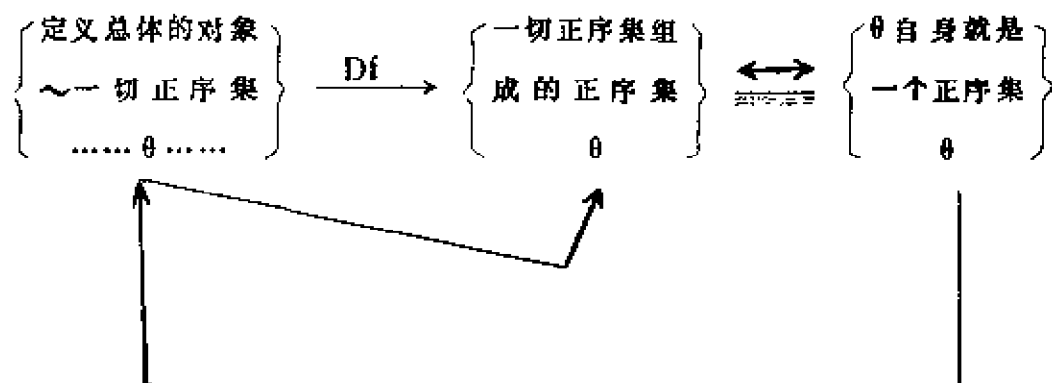 定义总体的对象
～一切正序集
……θ……
Df
一切正序集组
成的正序集
θ
θ自身就是
一个正序集
θ